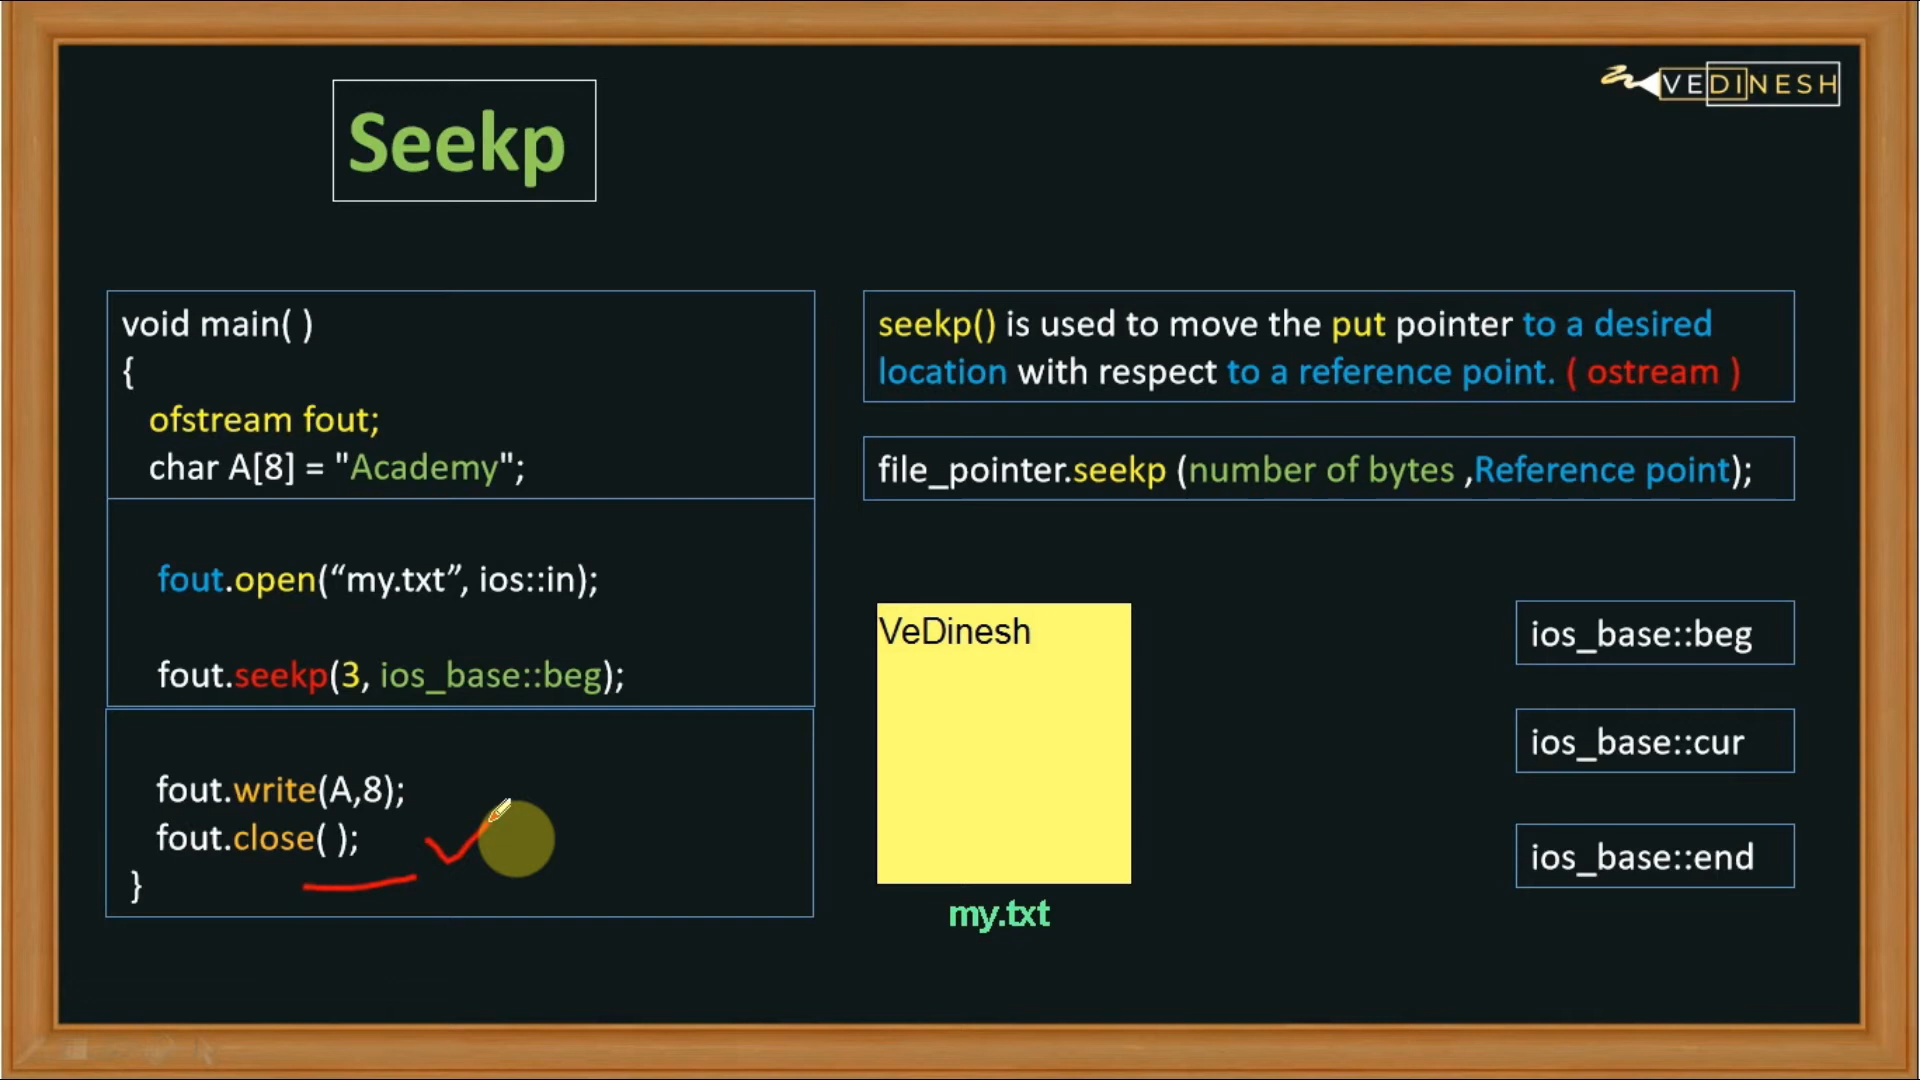 VEDINESH
Seekp
void main( )
{
ofstream fout;
char A[8] = "Academy";
fout.open(“my.txt”, ios::in);
fout.seekp(3, ios_base::beg);
fout.write(A,8);
fout.close( );
}
seekp() is used to move the put pointer to a desired
location with respect to a reference point. ( ostream )
file_pointer.seekp (number of bytes ,Reference point);
VeDinesh
my.txt
ios_base::beg
ios_base::cur
ios_base::end